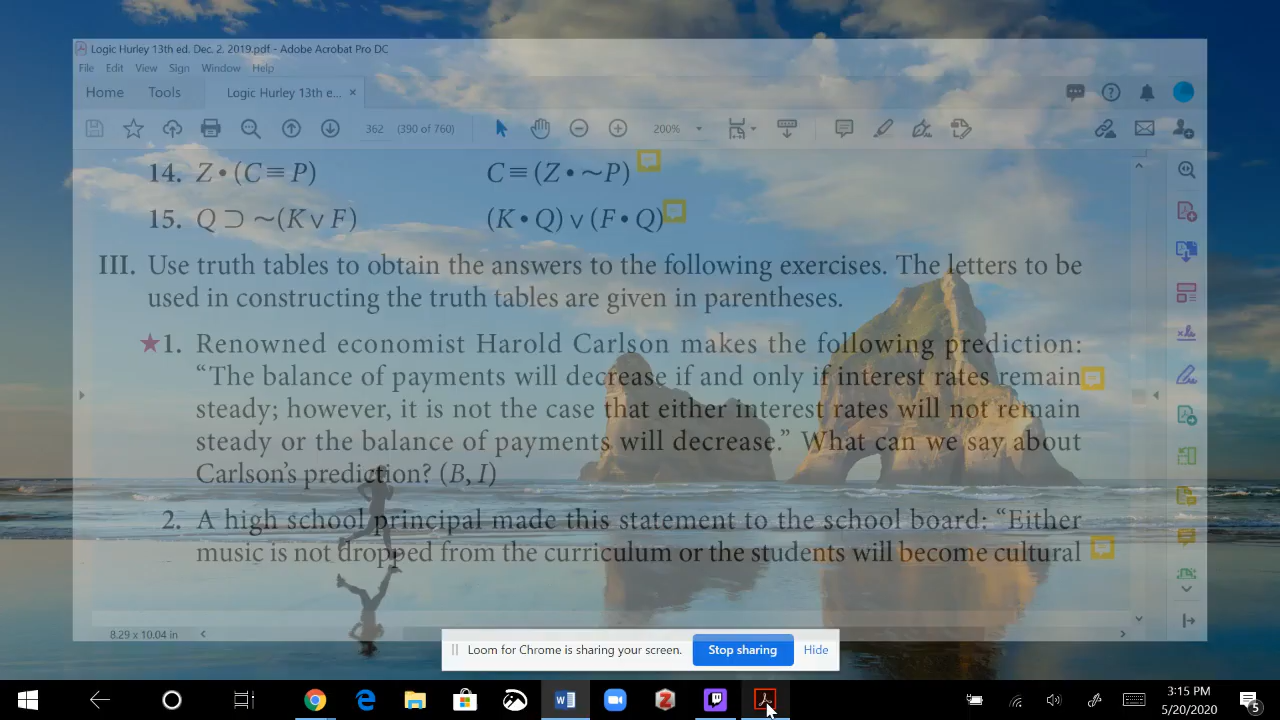 Logic Hurley 13th ed. Dec. 2. 2019.pdf - Adobe Acrobat Pro DC
File Edit View Sign Window Help
Home Tools Logic Hurley 13th e... ×
362 (390 of 760) 200%
14. Z • (C ≡ P) C ≡ (Z • ~P)
15. Q ⊃ ~(K ∨ F) (K • Q) ∨ (F • Q)
III. Use truth tables to obtain the answers to the following exercises. The letters to be
used in constructing the truth tables are given in parentheses.
★1. Renowned economist Harold Carlson makes the following prediction:
“The balance of payments will decrease if and only if interest rates remain
steady; however, it is not the case that either interest rates will not remain
steady or the balance of payments will decrease.” What can we say about
Carlson’s prediction? (B, I)
2. A high school principal made this statement to the school board: “Either
music is not dropped from the curriculum or the students will become cultural
8.29 x 10.04 in
Loom for Chrome is sharing your screen. Stop sharing Hide
3:15 PM
5/20/2020
5